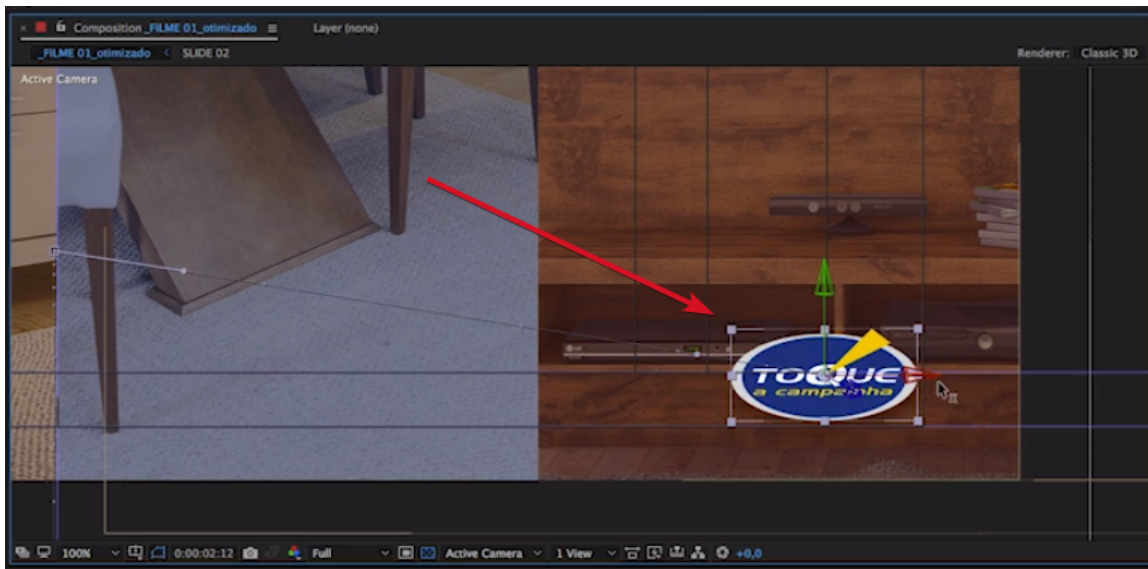 × Composition _FILME 01_otimizado ≡ Layer (none)
_FILME 01_otimizado < SLIDE 02 Renderer: Classic 3D
Active Camera
TOQUE
a campainha
100% 0:00:02:12 Full Active Camera 1 View +0,0